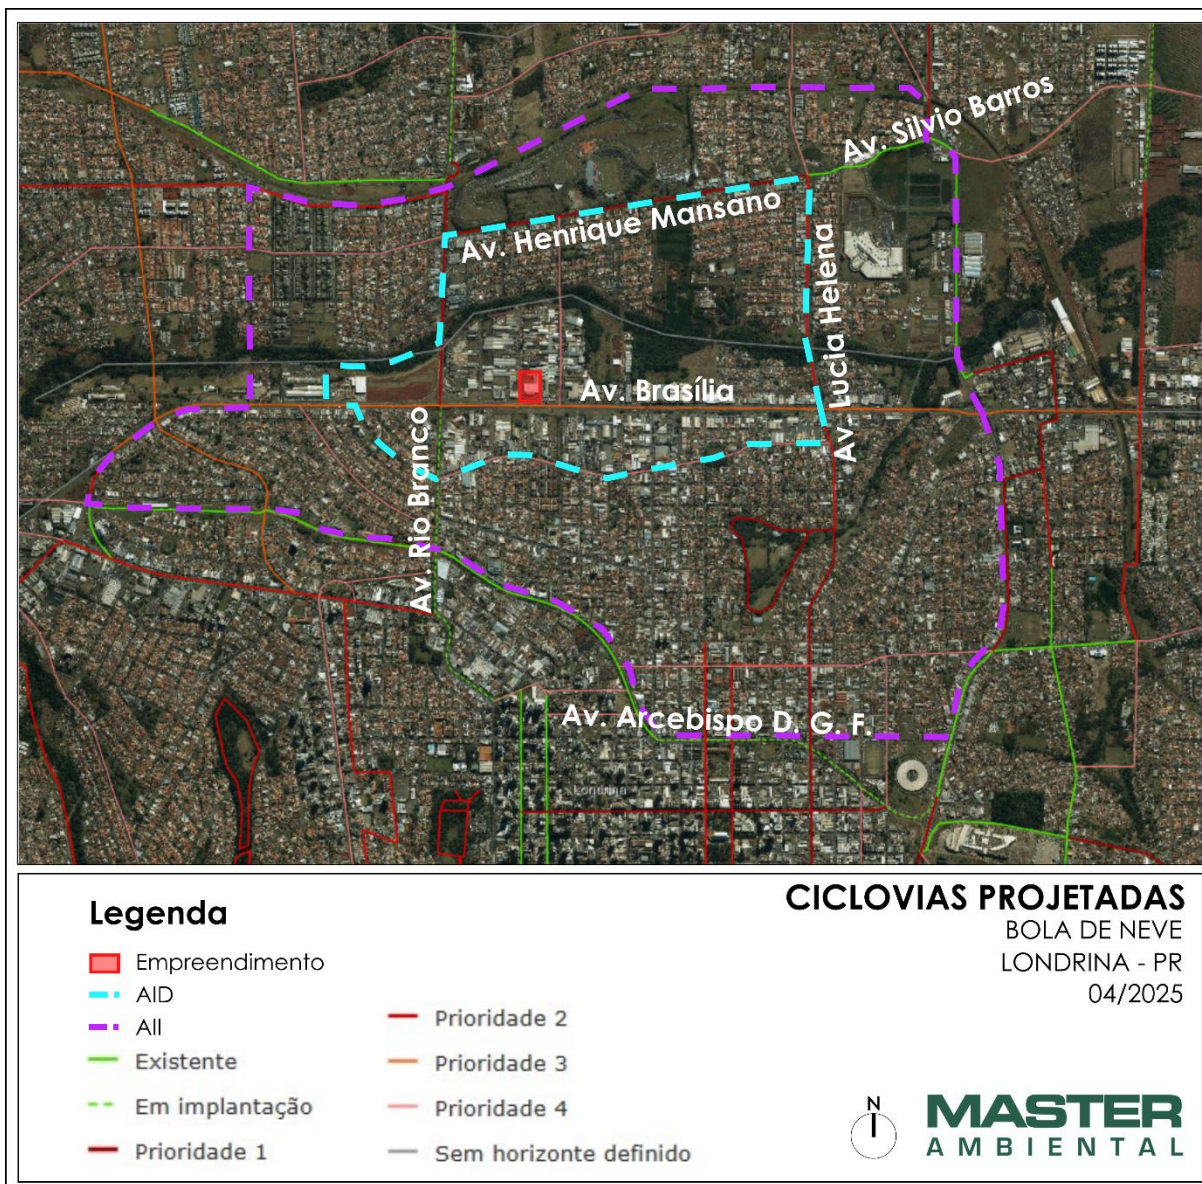 Av. Silvio Barros
Av. Henrique Mansano
Av. Lucia Helena
Av. Brasília
Av. Rio Branco
Av. Arcebispo D. G. F.
Londrina
Legenda
Empreendimento
AID
AII
Existente
Em implantação
Prioridade 1
Prioridade 2
Prioridade 3
Prioridade 4
Sem horizonte definido
CICLOVIAS PROJETADAS
BOLA DE NEVE
LONDRINA - PR
04/2025
N
MASTER
AMBIENTAL